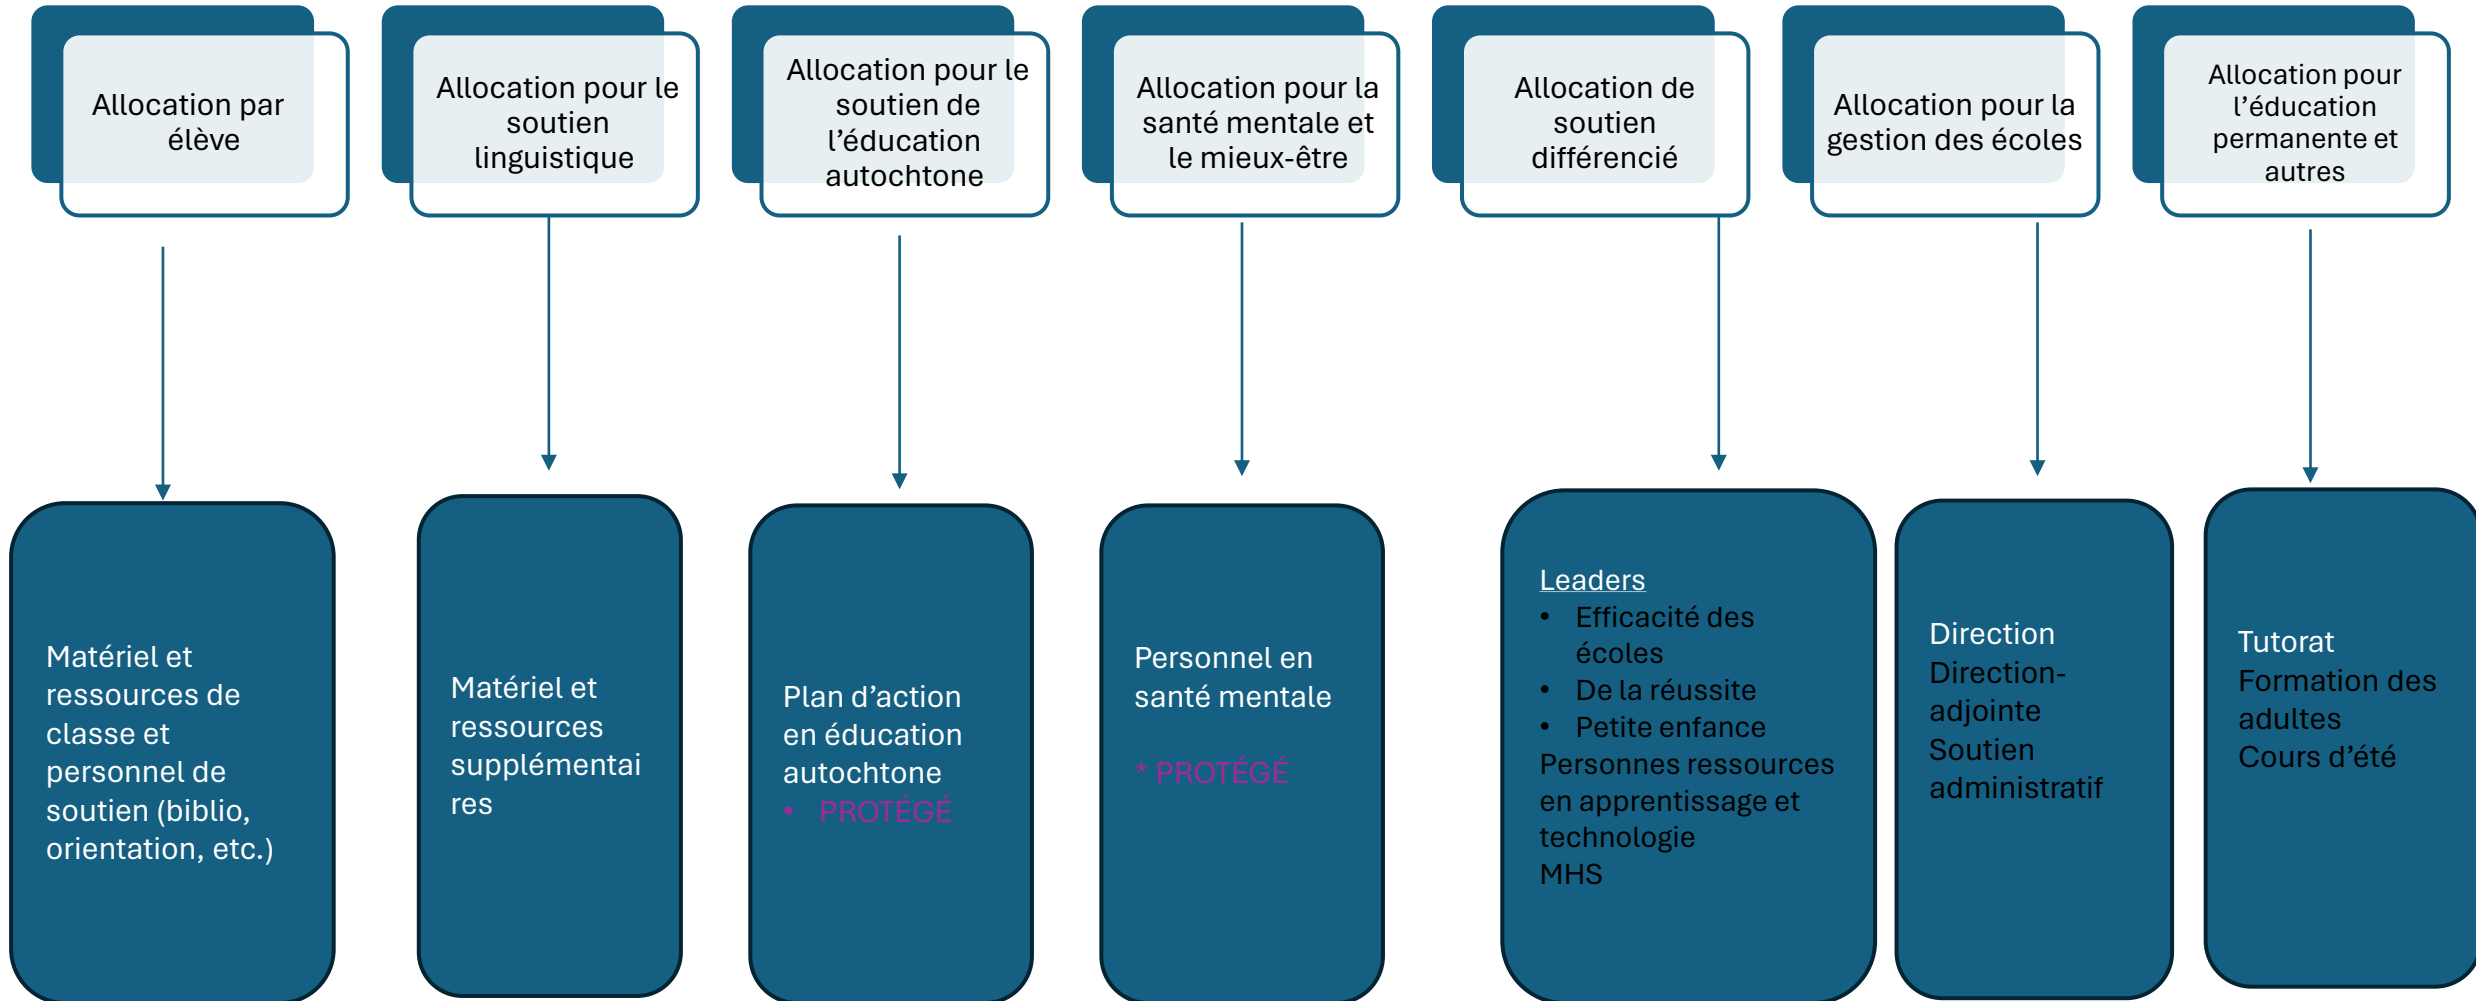 Allocation par
élève
Allocation pour le
soutien
linguistique
Allocation pour le
soutien de
l’éducation
autochtone
Allocation pour la
santé mentale et
le mieux-être
Allocation de
soutien
différencié
Allocation pour la
gestion des écoles
Allocation pour
l’éducation
permanente et
autres
Matériel et
ressources de
classe et
personnel de
soutien (biblio,
orientation, etc.)
Matériel et
ressources
supplémentai
res
Plan d’action
en éducation
autochtone
• PROTÉGÉ
Personnel en
santé mentale
* PROTÉGÉ
Leaders
• Efficacité des
écoles
• De la réussite
• Petite enfance
Personnes ressources
en apprentissage et
technologie
MHS
Direction
Direction-
adjointe
Soutien
administratif
Tutorat
Formation des
adultes
Cours d’été